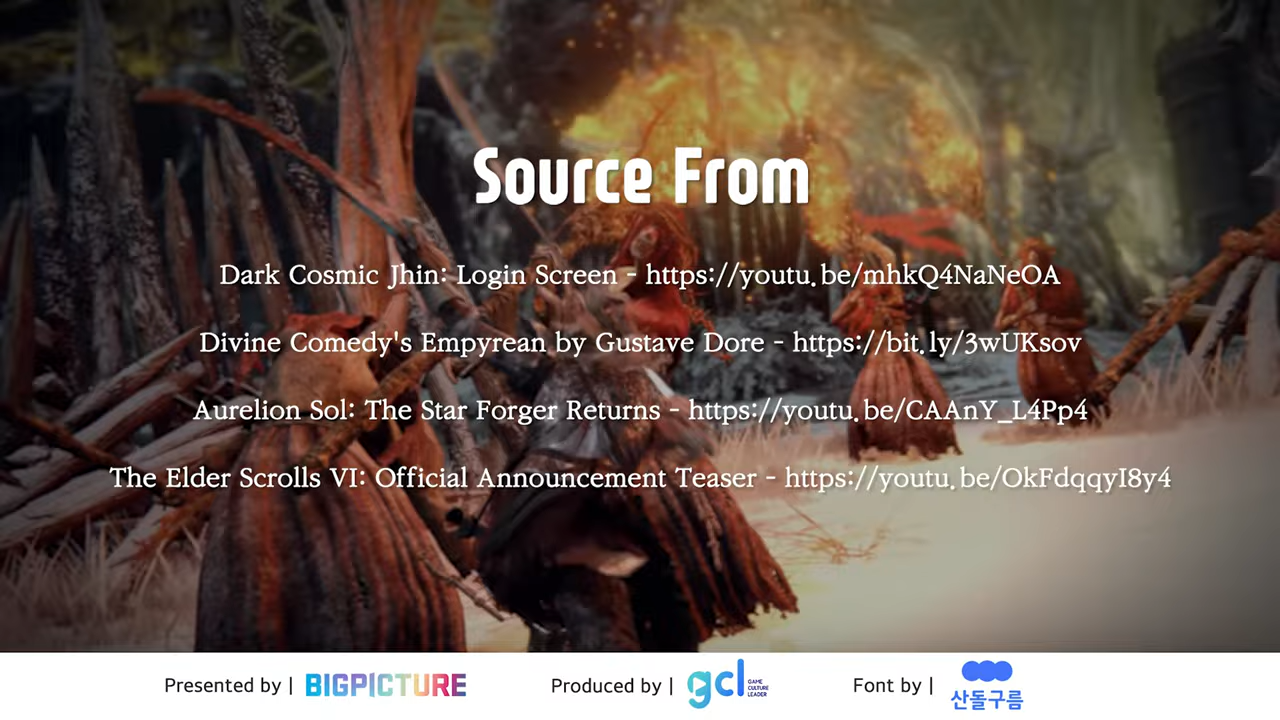 Source From
Dark Cosmic Jhin: Login Screen - https://youtu.be/mhkQ4NaNeOA
Divine Comedy's Empyrean by Gustave Dore - https://bit.ly/3wUKsov
Aurelion Sol: The Star Forger Returns - https://youtu.be/CAAnY_L4Pp4
The Elder Scrolls VI: Official Announcement Teaser - https://youtu.be/OkFdqqyI8y4
Presented by | BIGPICTURE Produced by | gcl GAME CULTURE LEADER Font by | 산돌구름